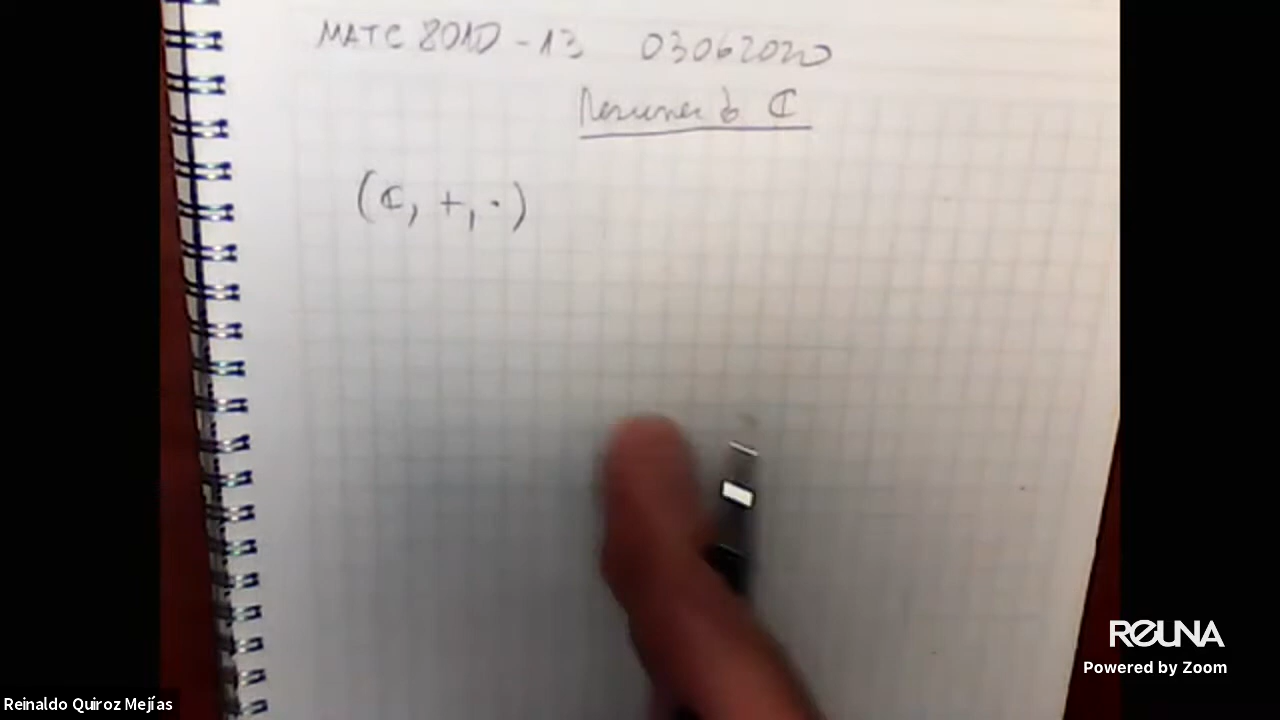 MATC 8010 - 13 03062020
Resumen de ℂ
(ℂ, +, ·)
REUNA
Powered by Zoom
Reinaldo Quiroz Mejías